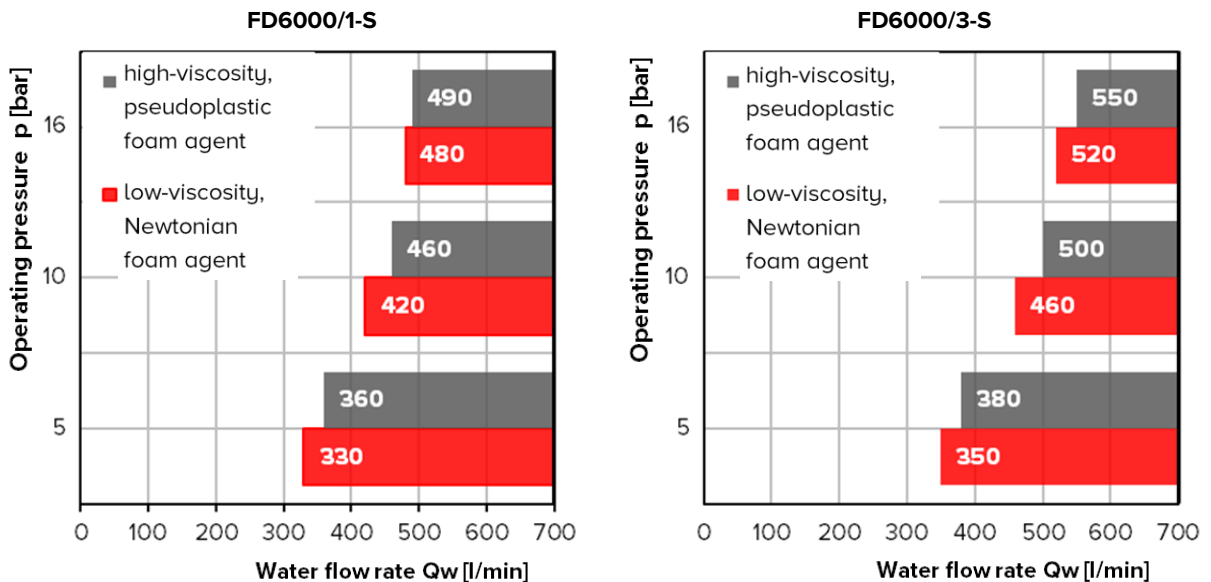 FD6000/1-S
Operating pressure p [bar]
high-viscosity,
pseudoplastic
foam agent
low-viscosity,
Newtonian
foam agent
16
10
5
490
480
460
420
360
330
0 100 200 300 400 500 600 700
Water flow rate Qw [l/min]
FD6000/3-S
Operating pressure p [bar]
high-viscosity,
pseudoplastic
foam agent
low-viscosity,
Newtonian
foam agent
16
10
5
550
520
500
460
380
350
0 100 200 300 400 500 600 700
Water flow rate Qw [l/min]